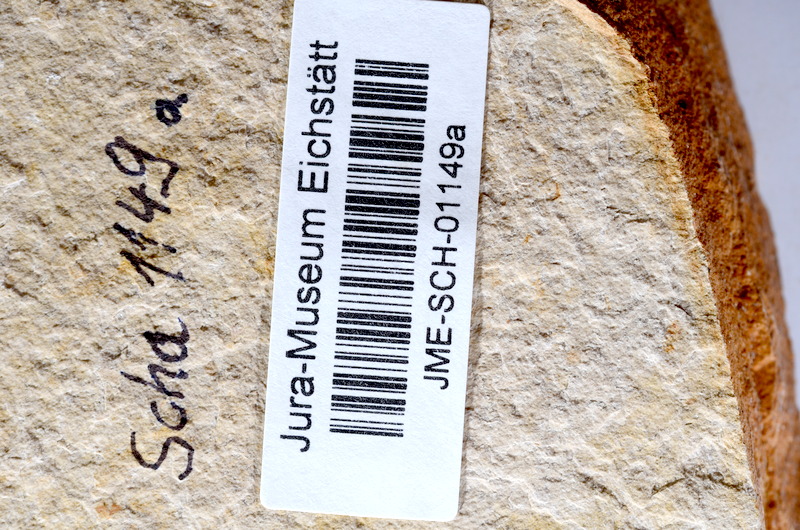 Scha 1149 a
Jura-Museum Eichstätt
JME-SCH-01149a